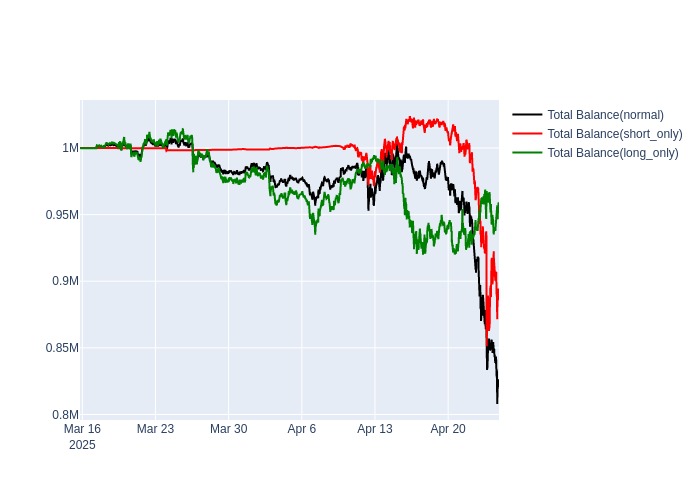 Total Balance(normal)
Total Balance(short_only)
Total Balance(long_only)
1M
0.95M
0.9M
0.85M
0.8M
Mar 16 Mar 23 Mar 30 Apr 6 Apr 13 Apr 20
2025